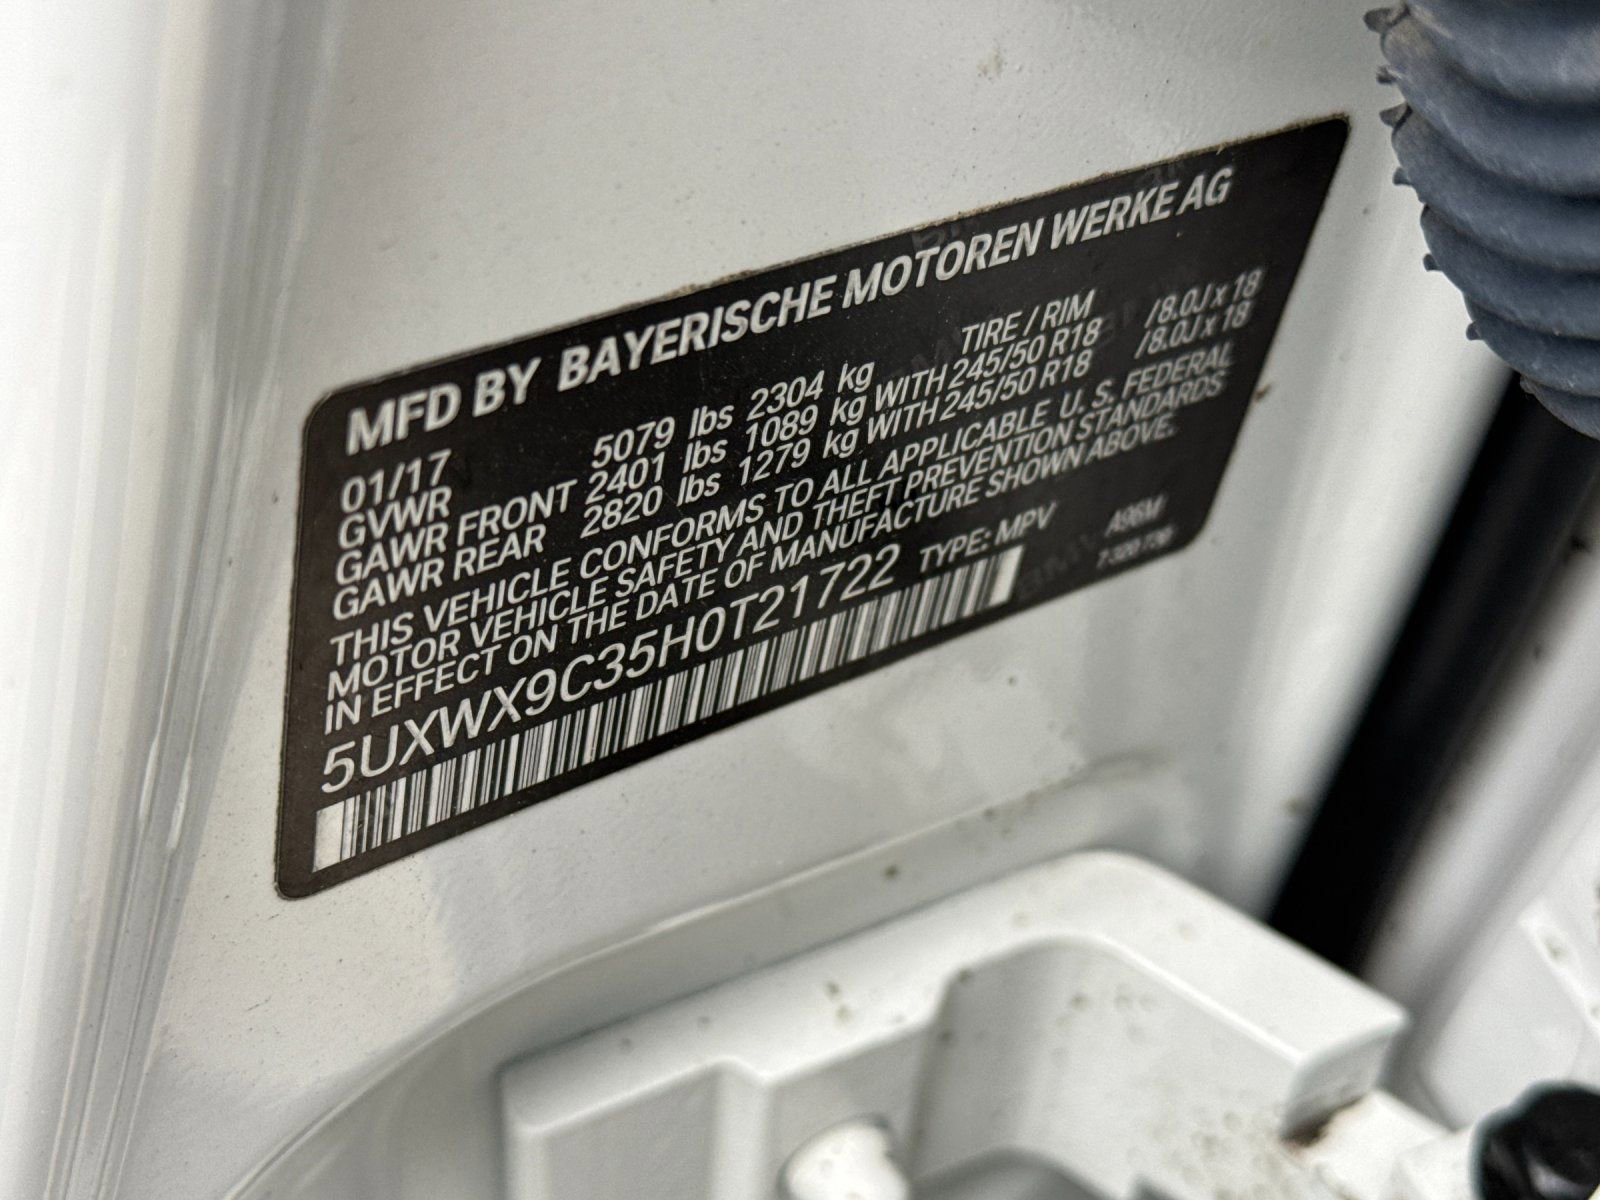 MFD BY BAYERISCHE MOTOREN WERKE AG
01/17
GVWR 5079 lbs 2304 kg TIRE / RIM
GAWR FRONT 2401 lbs 1089 kg WITH 245/50 R18 /8.0J x 18
GAWR REAR 2820 lbs 1279 kg WITH 245/50 R18 /8.0J x 18
THIS VEHICLE CONFORMS TO ALL APPLICABLE U. S. FEDERAL
MOTOR VEHICLE SAFETY AND THEFT PREVENTION STANDARDS
IN EFFECT ON THE DATE OF MANUFACTURE SHOWN ABOVE.
5UXWX9C35H0T21722 TYPE: MPV A96M